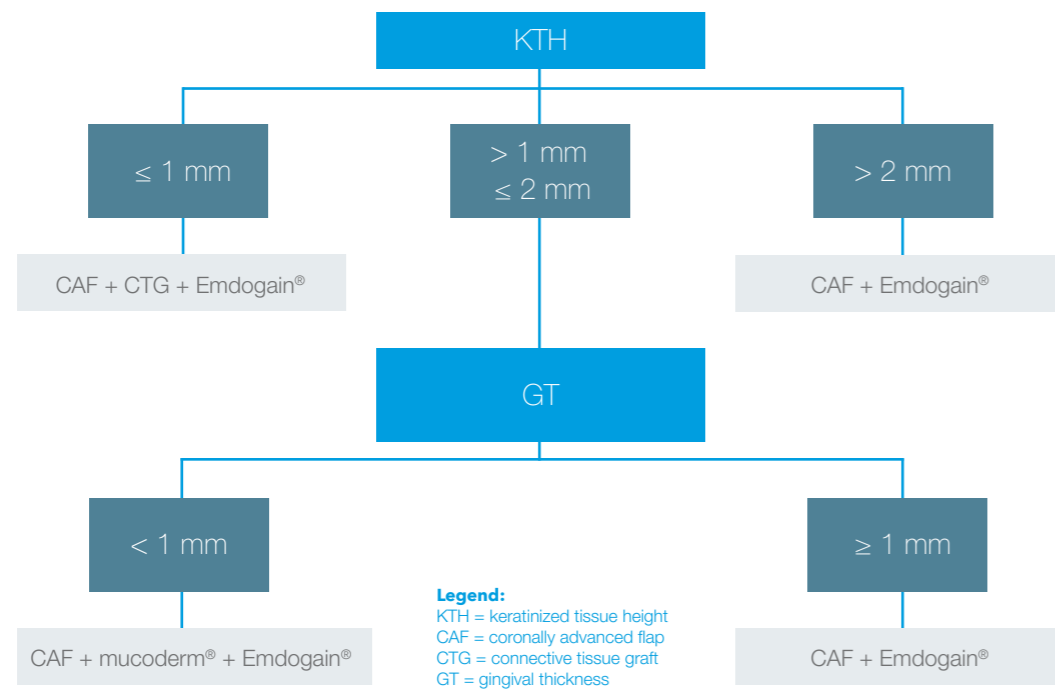 KTH
≤ 1 mm
> 1 mm
≤ 2 mm
> 2 mm
CAF + CTG + Emdogain®
CAF + Emdogain®
GT
< 1 mm
≥ 1 mm
Legend:
KTH = keratinized tissue height
CAF = coronally advanced flap
CTG = connective tissue graft
GT = gingival thickness
CAF + mucoderm® + Emdogain®
CAF + Emdogain®